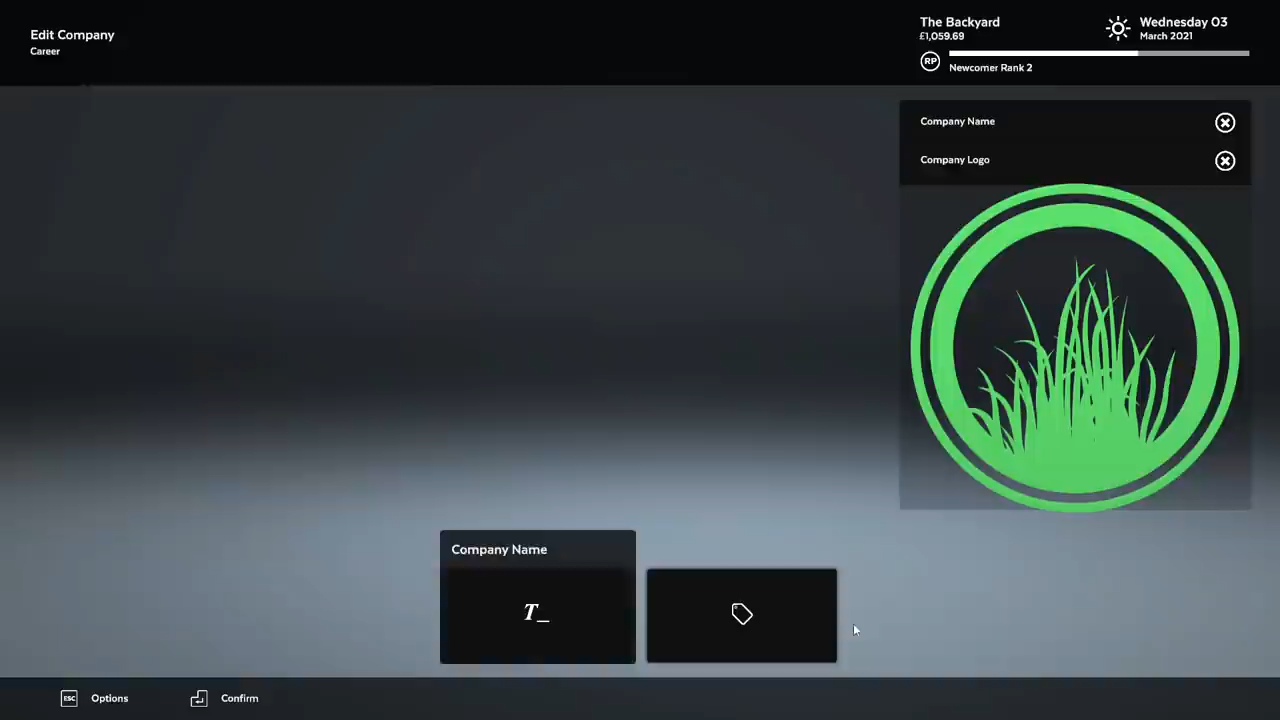 Edit Company
Career
The Backyard
£1,059.69
Wednesday 03
March 2021
RP
Newcomer Rank 2
Company Name
Company Logo
Company Name
T_
ESC Options
Confirm